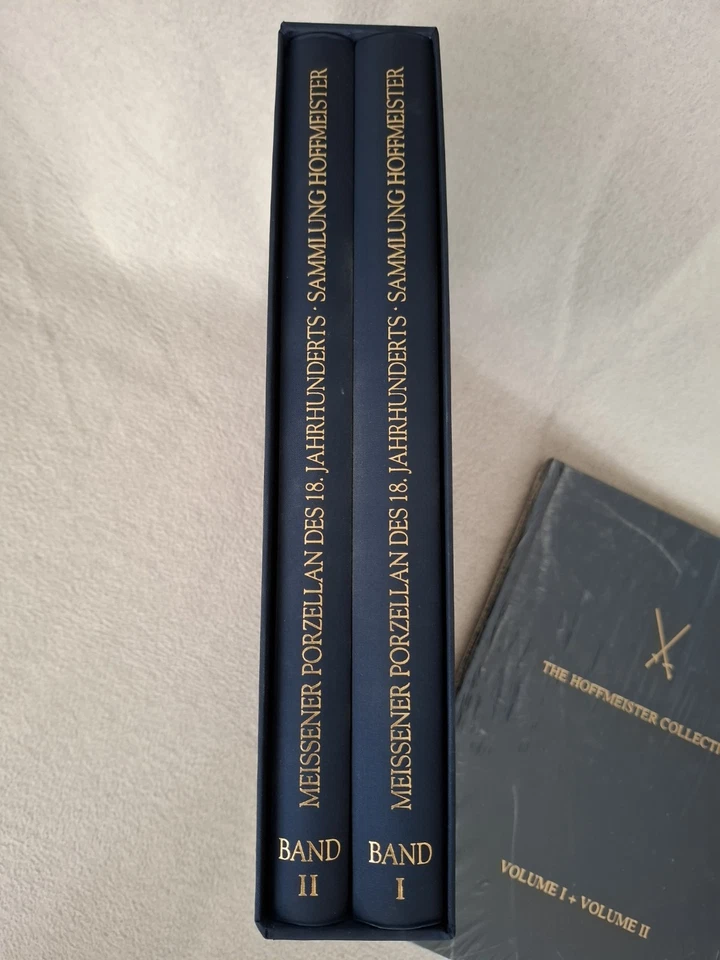 MEISSENER PORZELLAN DES 18. JAHRHUNDERTS · SAMMLUNG HOFFMEISTER
BAND
II
MEISSENER PORZELLAN DES 18. JAHRHUNDERTS · SAMMLUNG HOFFMEISTER
BAND
I
THE HOFFMEISTER COLLECTI
VOLUME I + VOLUME II